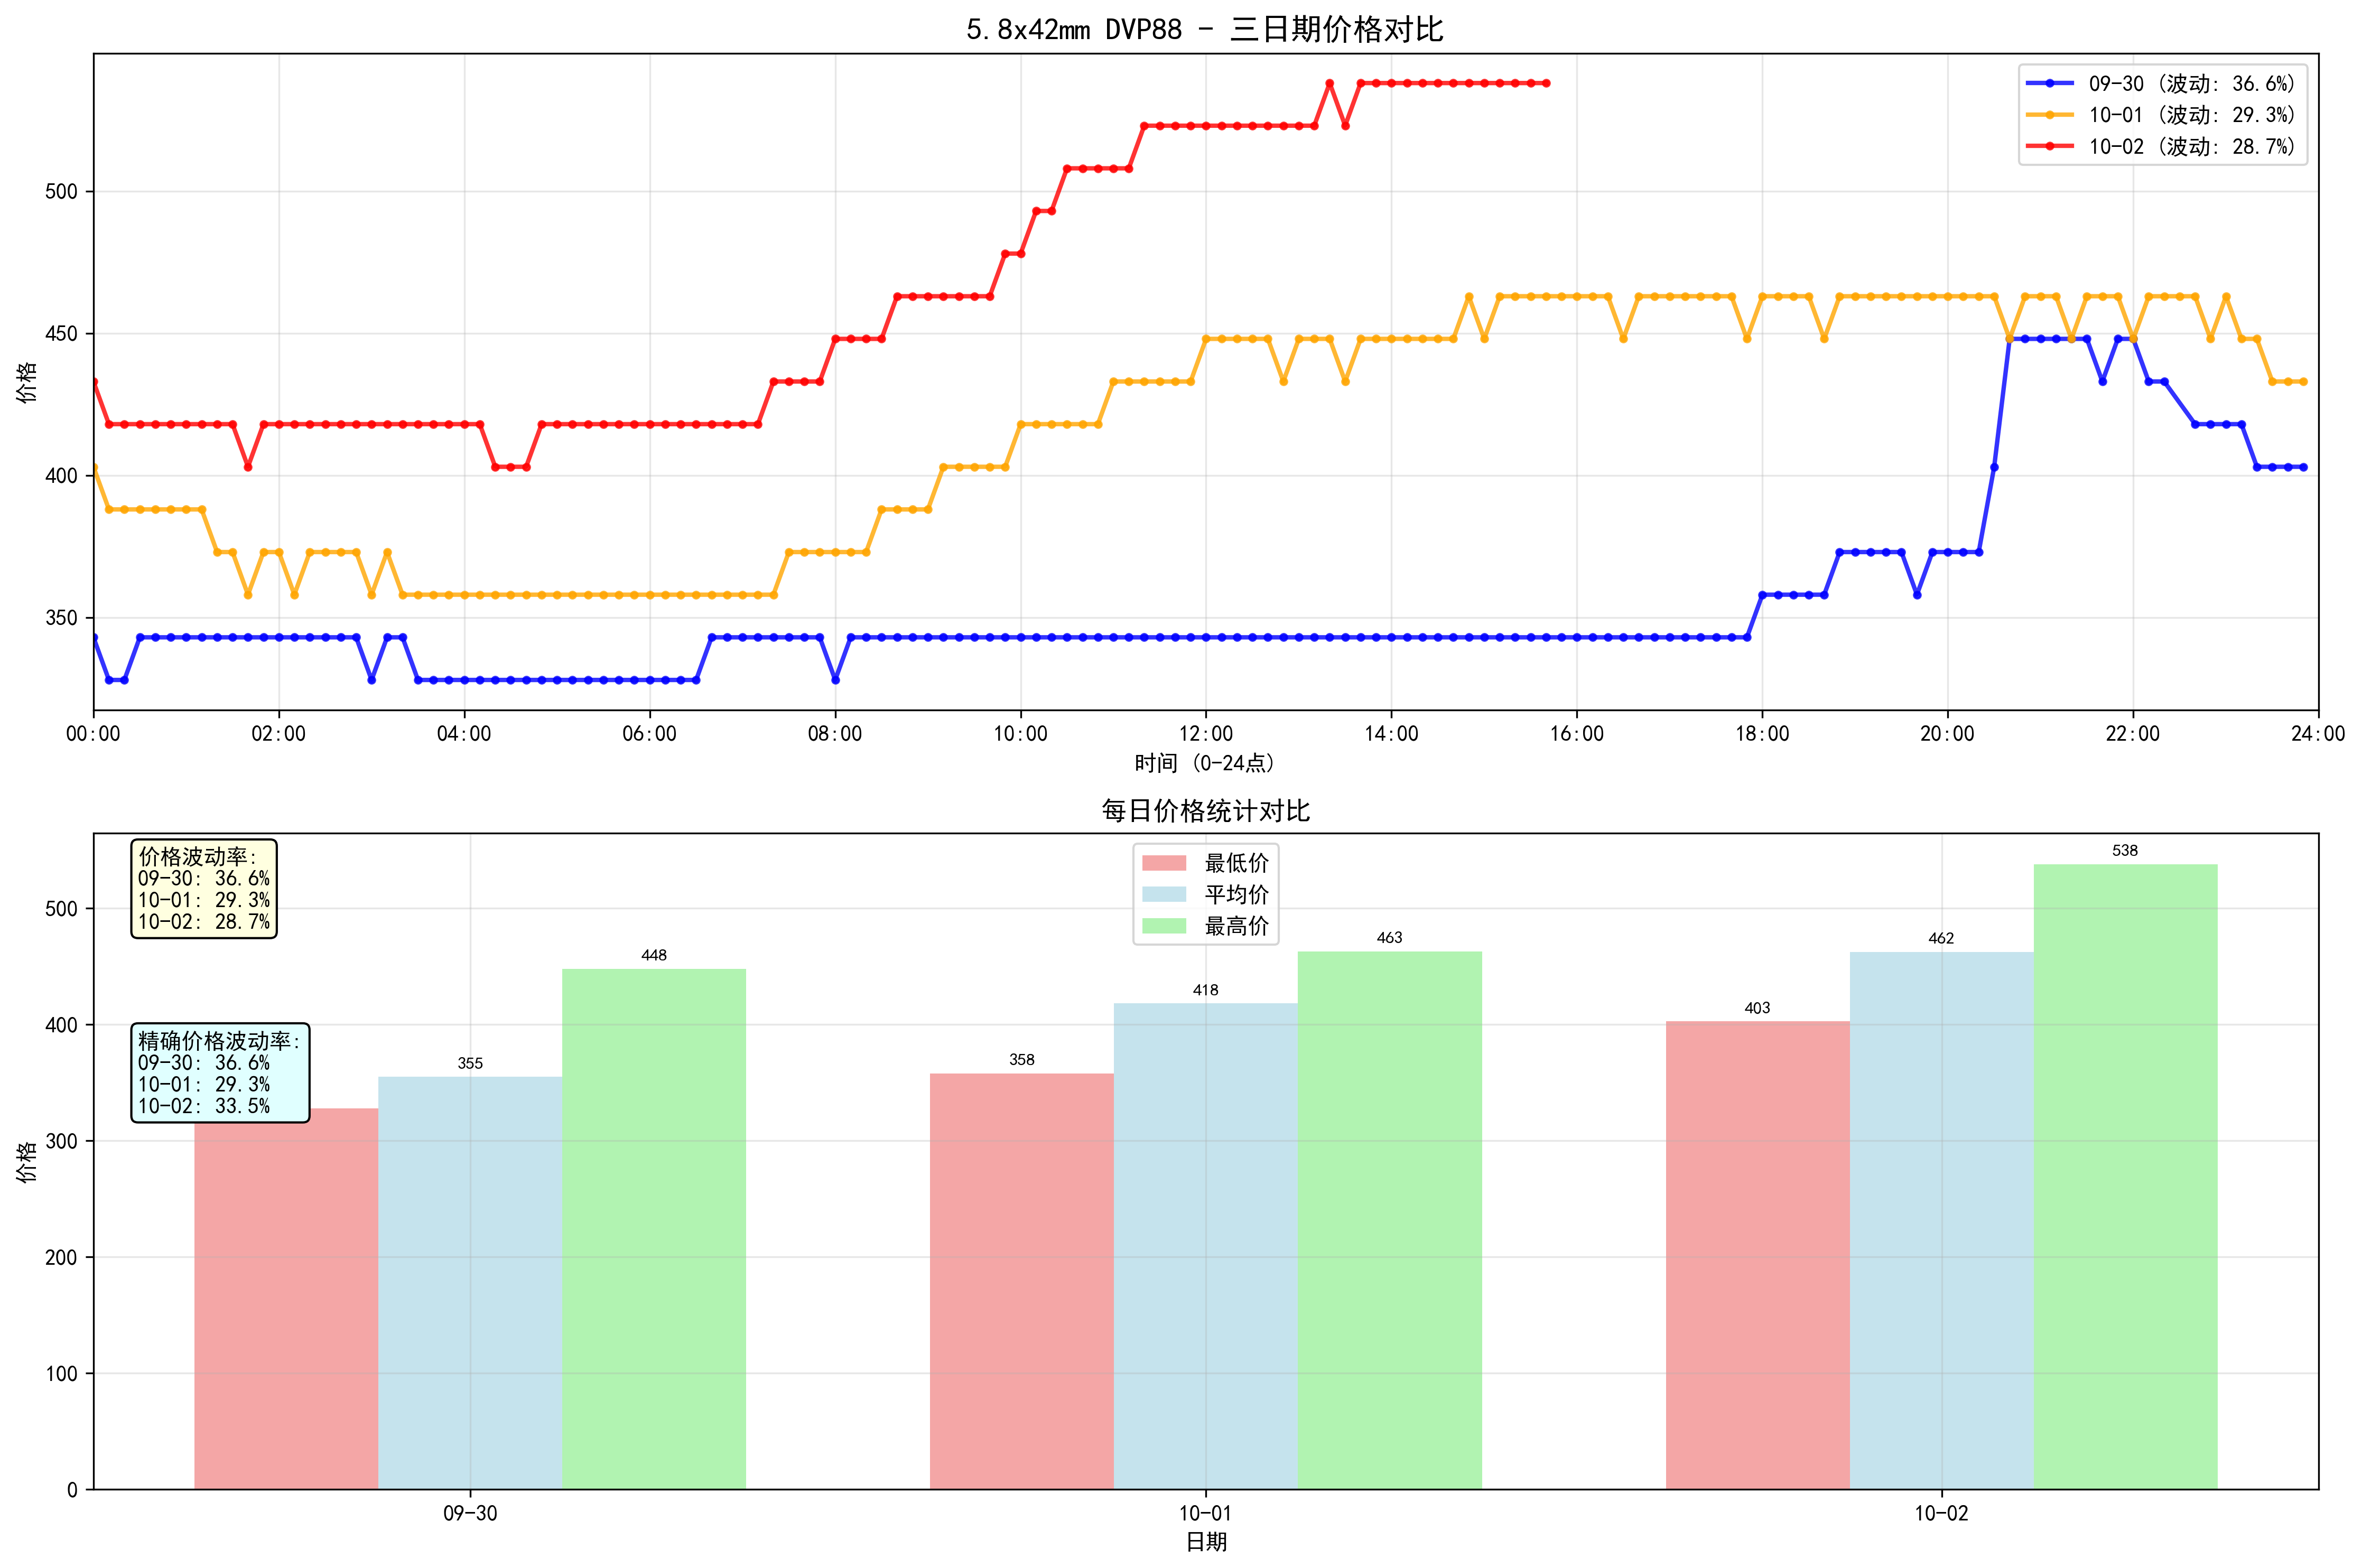 5.8x42mm DVP88 - 三日期价格对比
09-30 (波动: 36.6%)
10-01 (波动: 29.3%)
10-02 (波动: 28.7%)
500
450
400
350
价格
00:00 02:00 04:00 06:00 08:00 10:00 12:00 14:00 16:00 18:00 20:00 22:00 24:00
时间 (0-24点)
每日价格统计对比
价格波动率:
09-30: 36.6%
10-01: 29.3%
10-02: 28.7%
精确价格波动率:
09-30: 36.6%
10-01: 29.3%
10-02: 33.5%
最低价
平均价
最高价
355
448
358
418
463
403
462
538
500
400
300
200
100
0
价格
09-30 10-01 10-02
日期